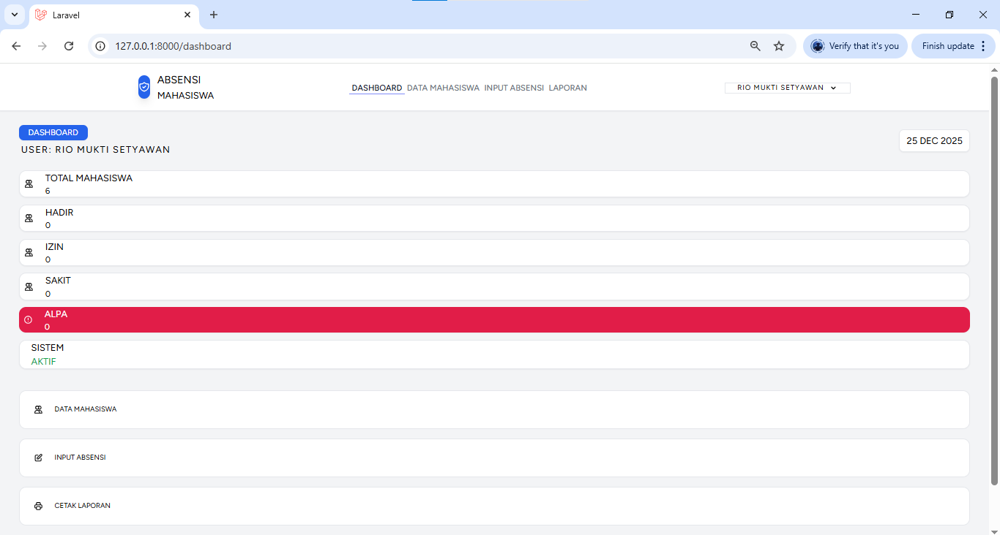 Laravel
127.0.0.1:8000/dashboard
Verify that it's you
Finish update
ABSENSI
MAHASISWA
DASHBOARD DATA MAHASISWA INPUT ABSENSI LAPORAN
RIO MUKTI SETYAWAN
DASHBOARD
USER: RIO MUKTI SETYAWAN
25 DEC 2025
TOTAL MAHASISWA
6
HADIR
0
IZIN
0
SAKIT
0
ALPA
0
SISTEM
AKTIF
DATA MAHASISWA
INPUT ABSENSI
CETAK LAPORAN